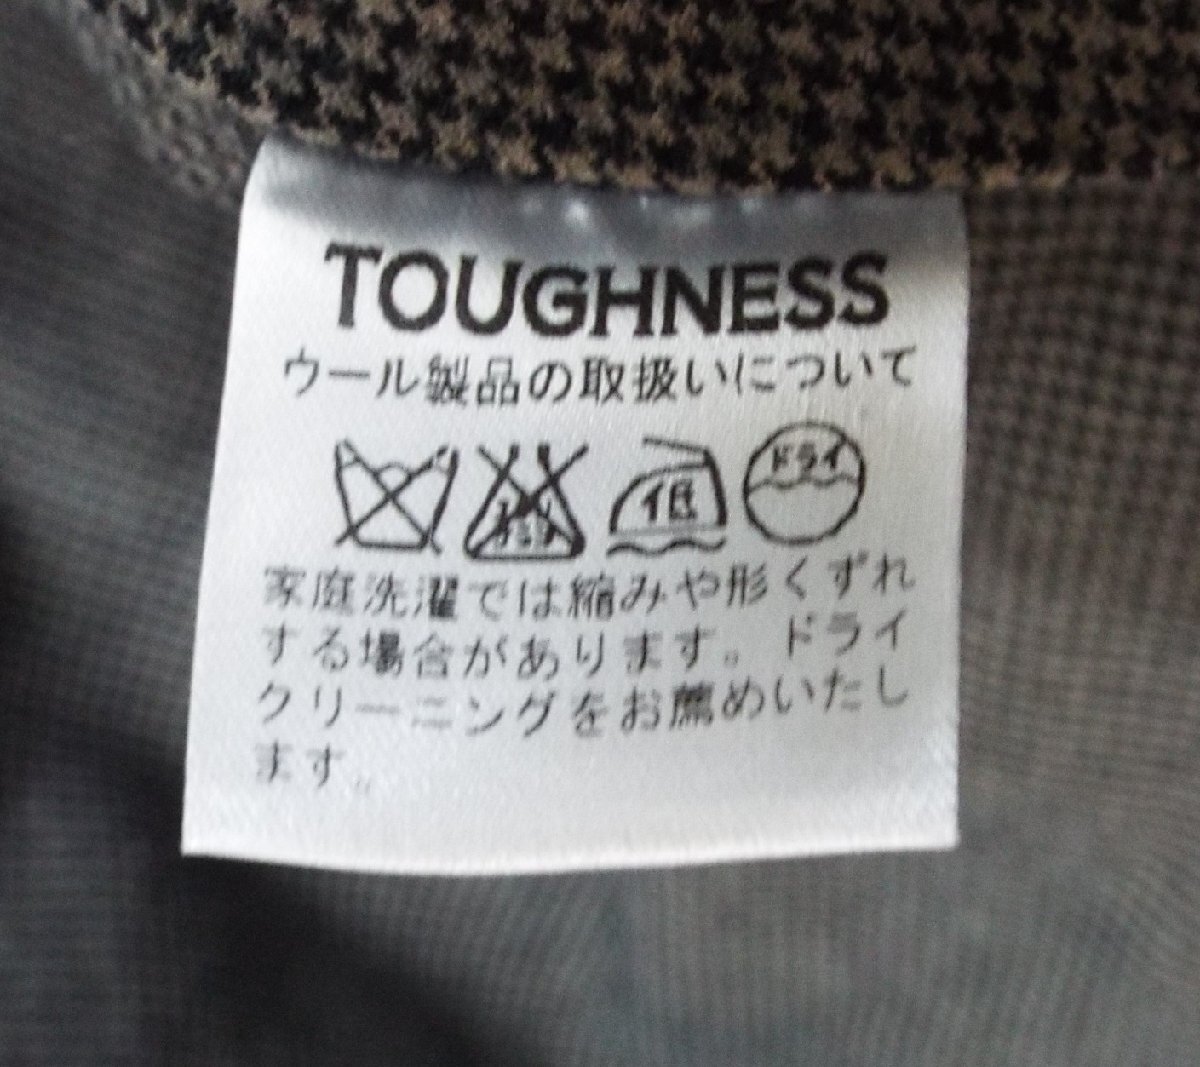 TOUGHNESS
ウール製品の取扱いについて
低 ドライ
家庭洗濯では縮みや形くずれ
する場合があります。ドライ
クリーニングをお薦めいたし
ます。